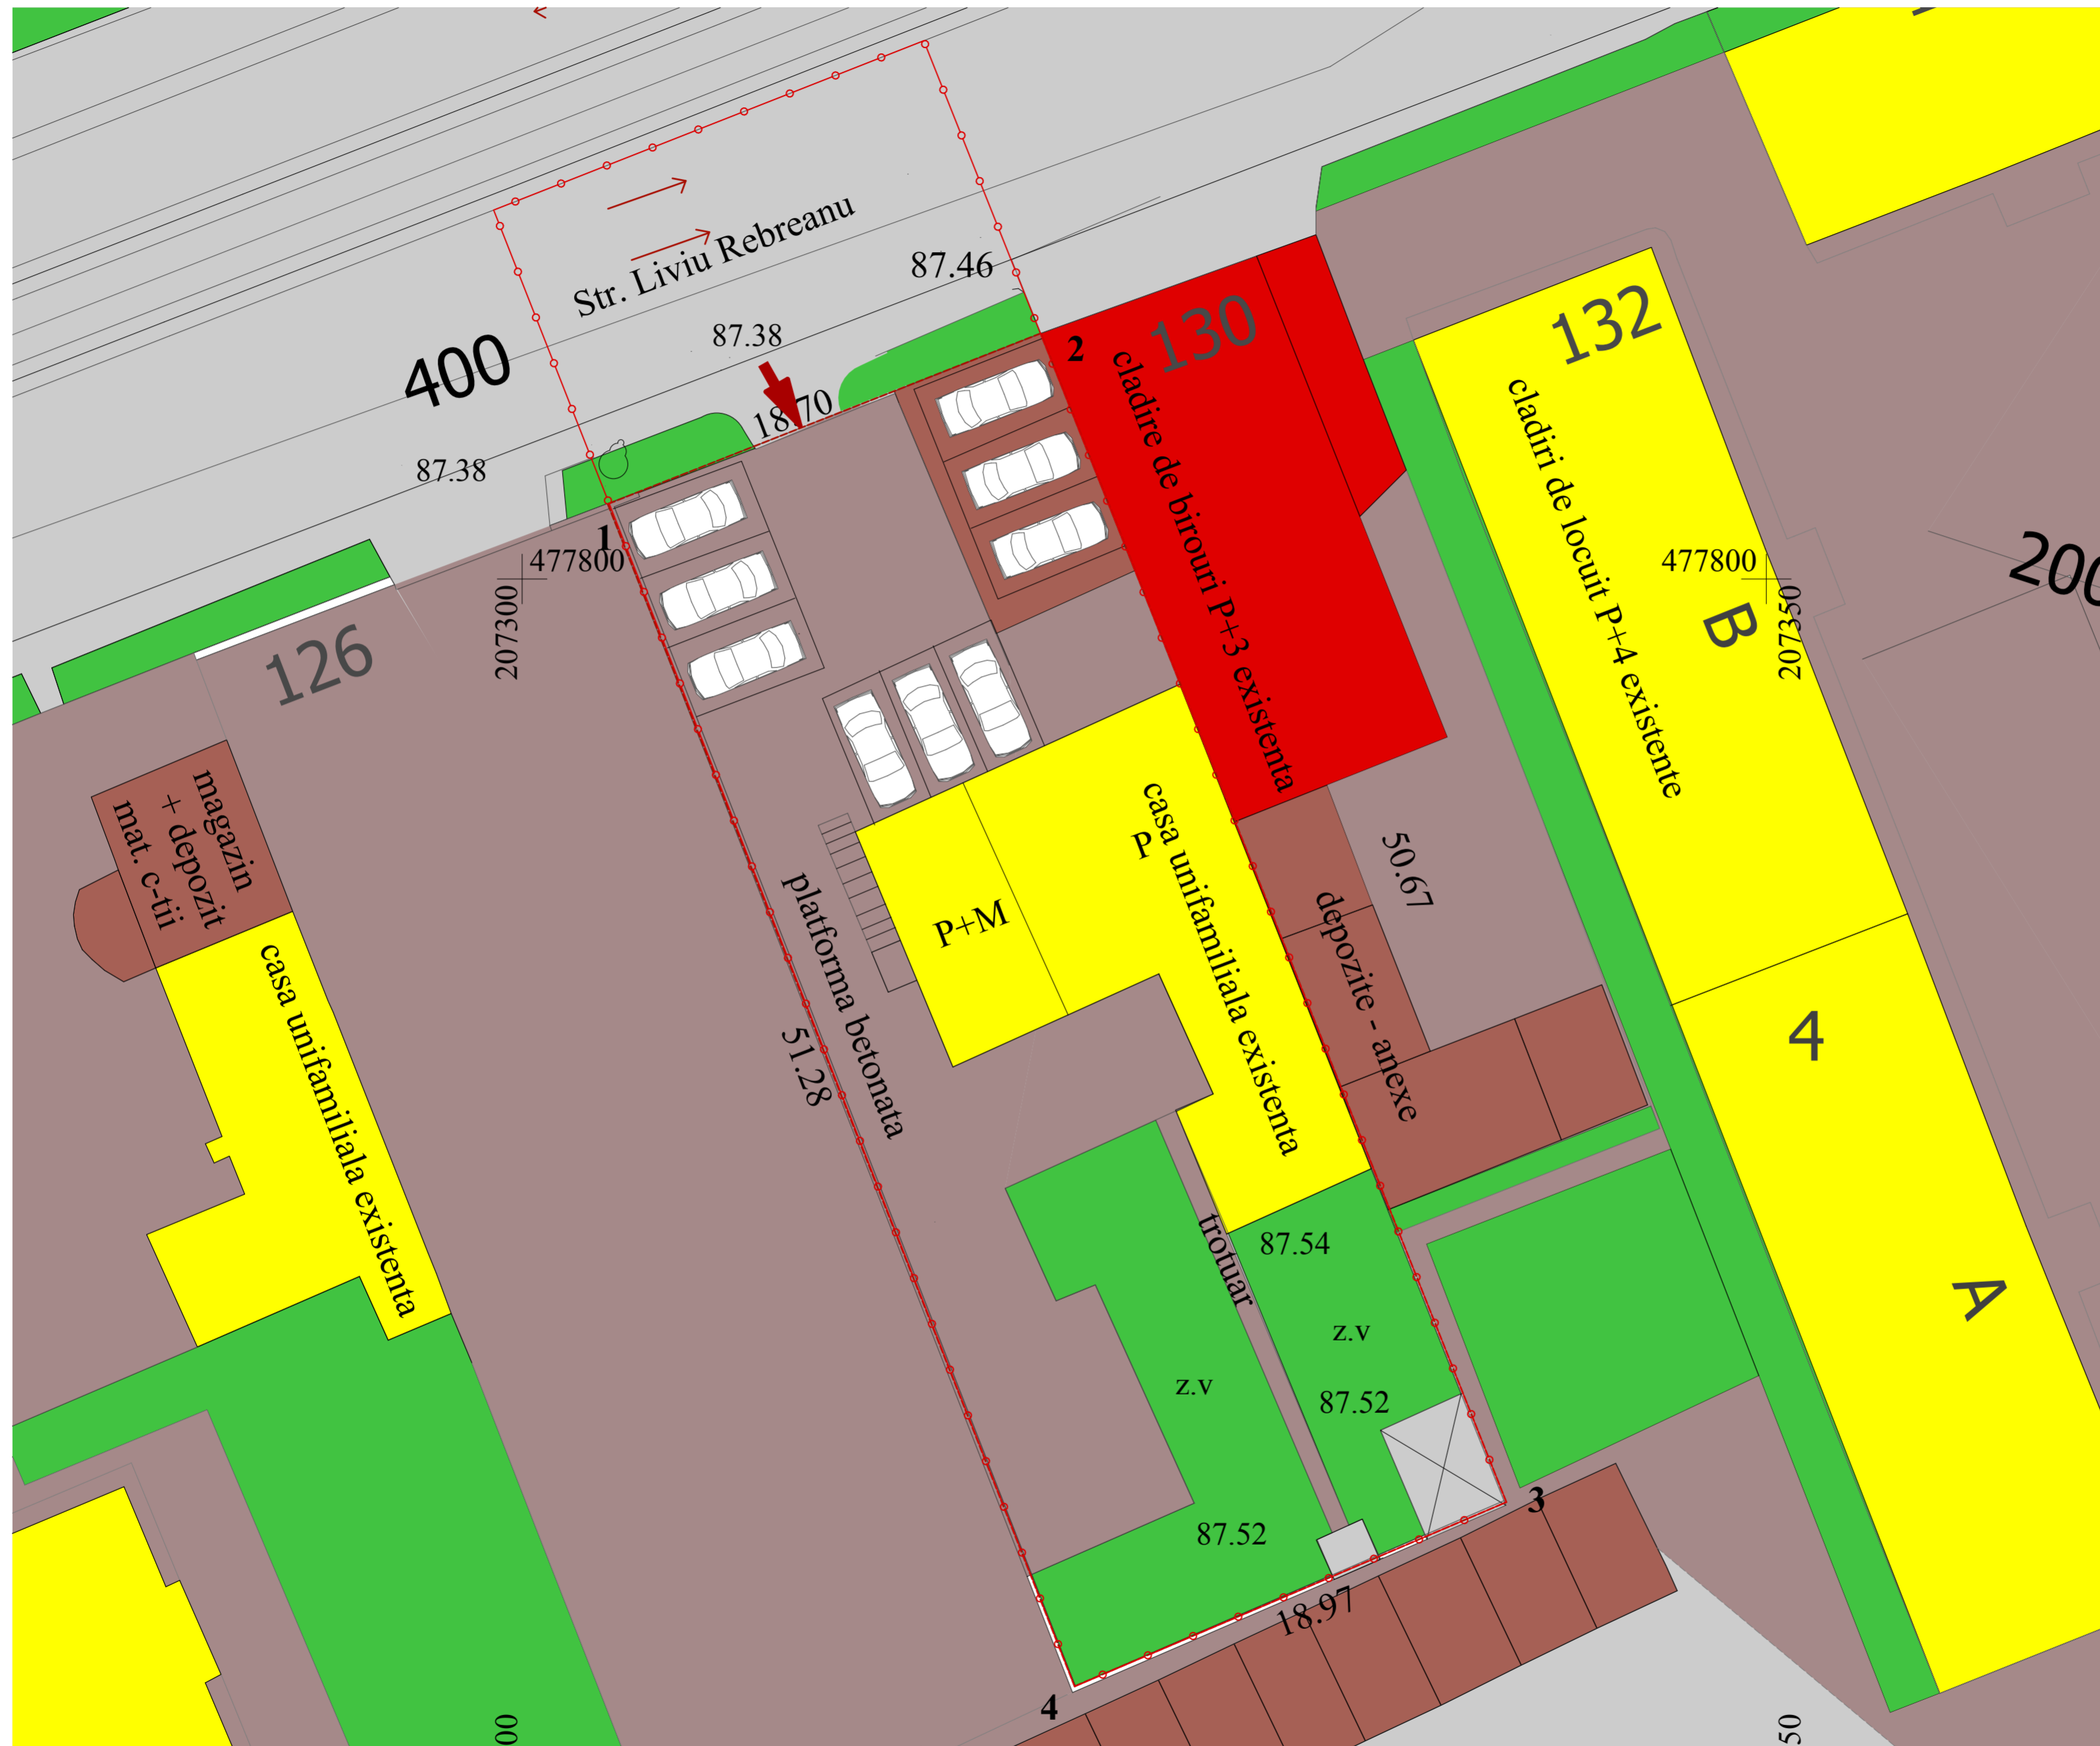 Str. Liviu Rebreanu
87.46
130
132
87.38
2
400
18.70
87.38
1
477800
207300
477800
207350
200
126
B
cladire de birouri P+3 existenta
cladiri de locuit P+4 existente
magazin
+ depozit
mat. c-tii
casa unifamiliala existenta
platforma betonata
P+M
P
casa unifamiliala existenta
50.67
depozite - anexe
4
51.28
trotuar
87.54
A
z.v
z.v
87.52
87.52
3
18.97
4
00
50